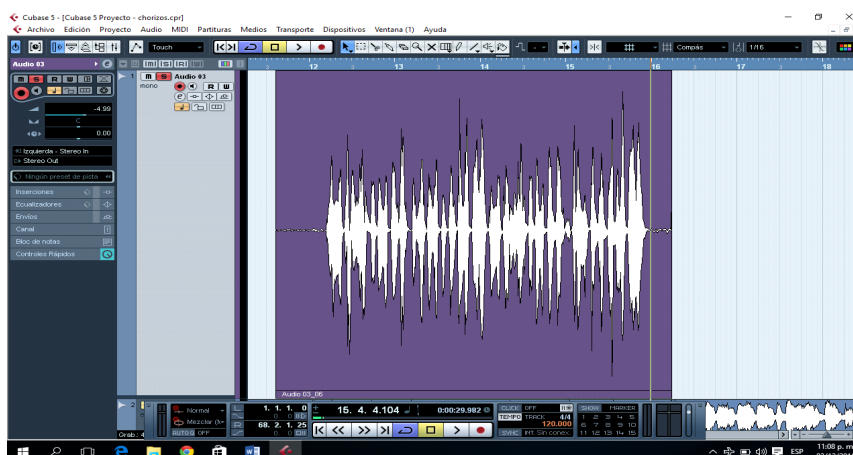 Cubase 5 - [Cubase 5 Proyecto - chorizos.cpr]
Archivo Edición Proyecto Audio MIDI Partituras Medios Transporte Dispositivos Ventana (1) Ayuda
Touch Compás 1/16
Audio 03
1 m S Audio 03
mono
R W
12 13 14 15 16 17 18
-4.99
C
0.00
Izquierda - Stereo In
Stereo Out
Ningún preset de pista
Inserciones
Ecualizadores
Envíos
Canal
Bloc de notas
Controles Rápidos
Audio 03_06
2
Grab.: 4
Normal
Mezclar
AUTO Q OFF
L 1. 1. 1. 0
R 68. 2. 1. 25
15. 4. 4.104
0:00:29.982
CLICK OFF
TEMPO TRACK 4/4
120.000
SYNC INT. Sin conex.
SHOW MARKER
1 2 3 4 5
6 7 8 9 10
11 12 13 14 15
ESP
11:08 p. m.